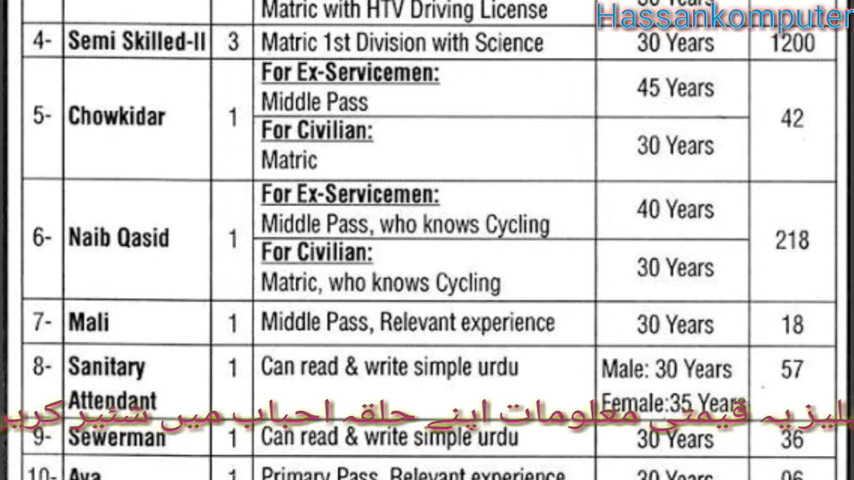 Matric with HTV Driving License
Hassankomputer
4- Semi Skilled-II 3 Matric 1st Division with Science 30 Years 1200
5- Chowkidar 1 For Ex-Servicemen: Middle Pass 45 Years 42
For Civilian: Matric 30 Years
6- Naib Qasid 1 For Ex-Servicemen: Middle Pass, who knows Cycling 40 Years 218
For Civilian: Matric, who knows Cycling 30 Years
7- Mali 1 Middle Pass, Relevant experience 30 Years 18
8- Sanitary Attendant 1 Can read & write simple urdu Male: 30 Years Female:35 Years 57
قیمتی معلومات اپنے حلقہ احباب میں شئیر کریں
9- Sewerman 1 Can read & write simple urdu 30 Years 36
10- Aya 1 Primary Pass, Relevant experience 30 Years 06